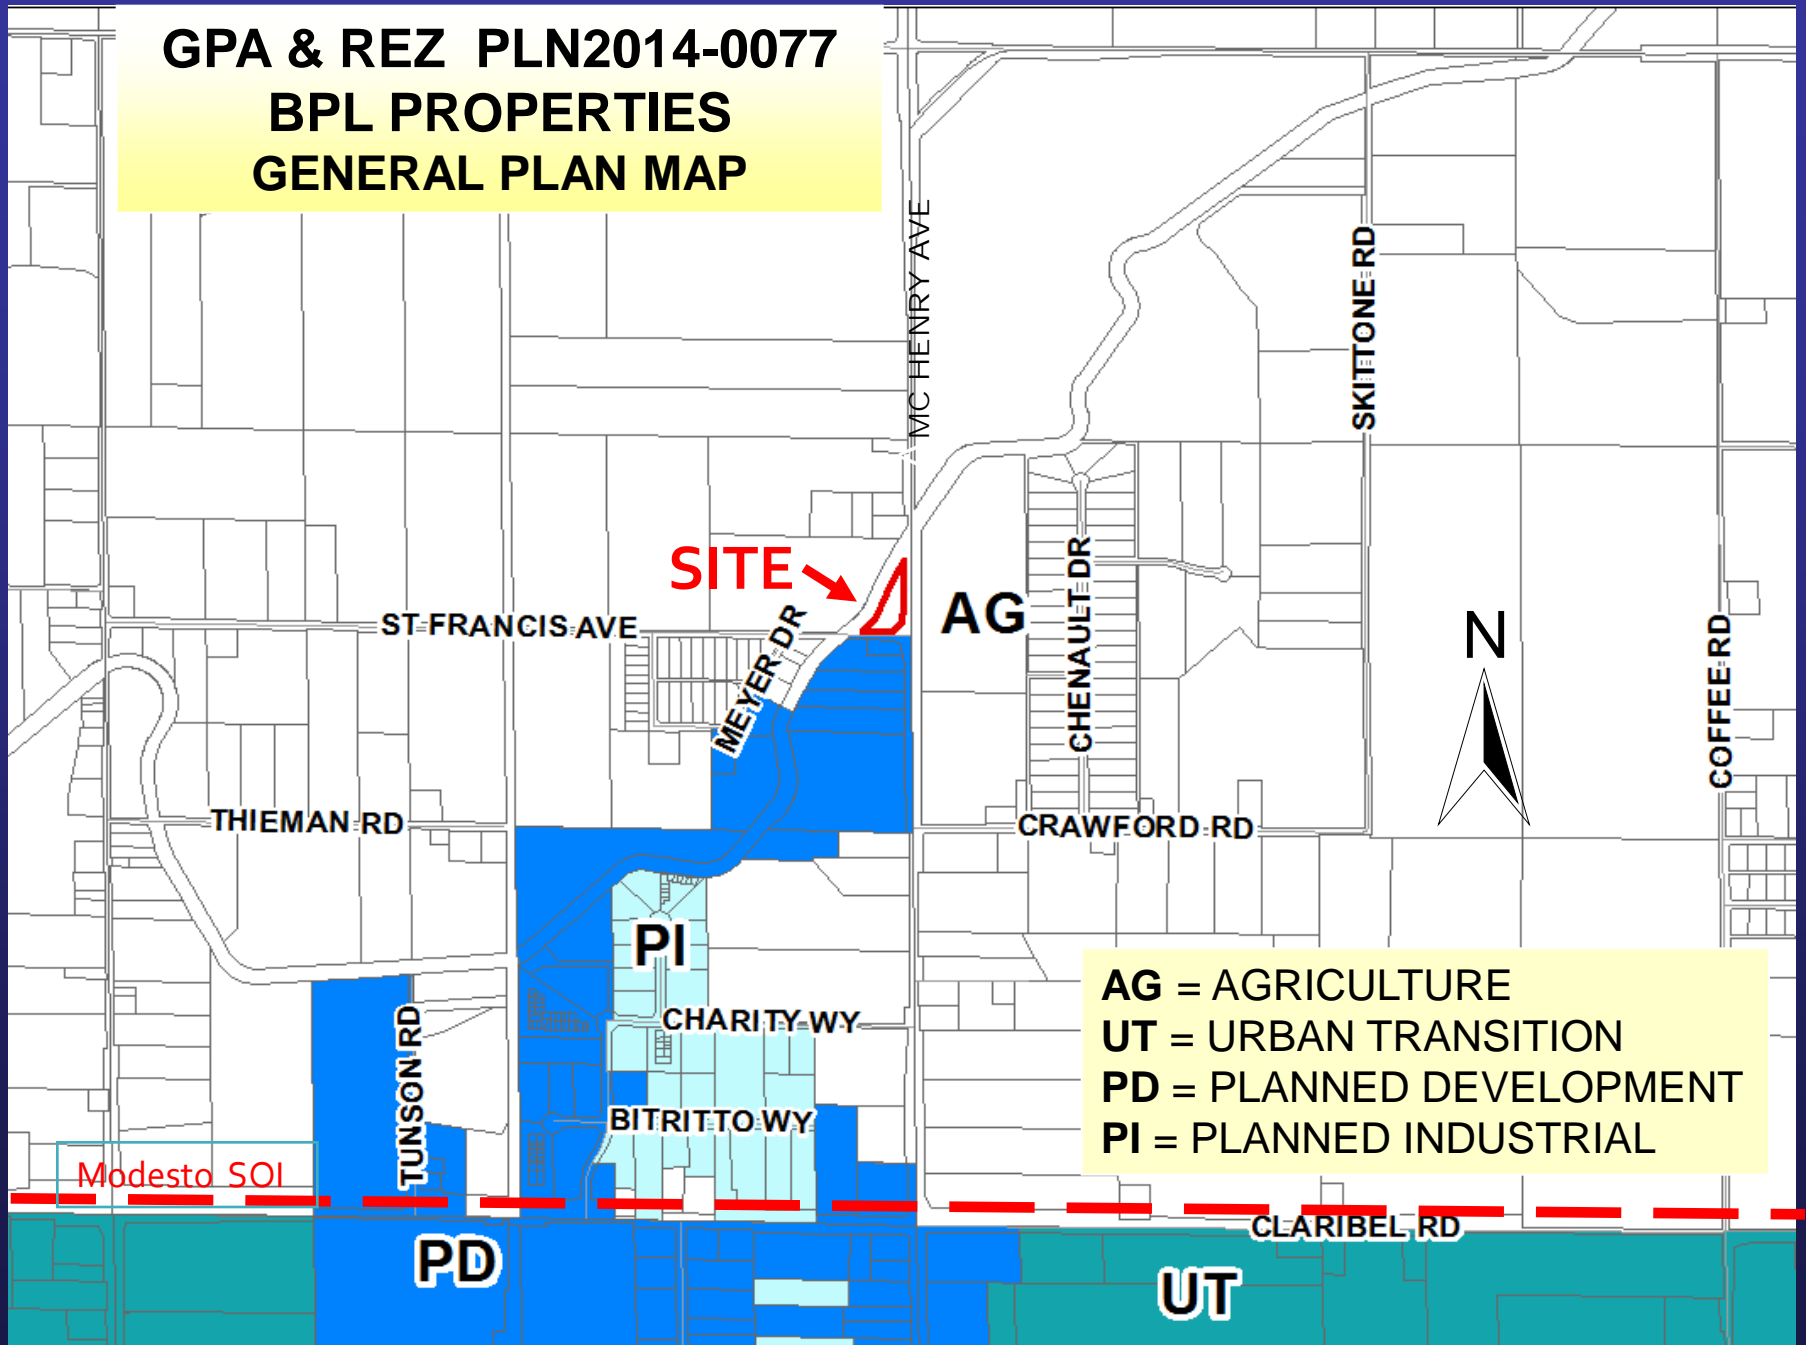 GPA & REZ PLN2014-0077
BPL PROPERTIES
GENERAL PLAN MAP
MC HENRY AVE
SKITTONE RD
SITE
AG
CHENAULT DR
N
ST FRANCIS AVE
MEYER DR
COFFEE RD
THIEMAN RD
CRAWFORD RD
PI
CHARITY WY
TUNSON RD
BITRITTO WY
AG = AGRICULTURE
UT = URBAN TRANSITION
PD = PLANNED DEVELOPMENT
PI = PLANNED INDUSTRIAL
Modesto SOI
CLARIBEL RD
PD
UT